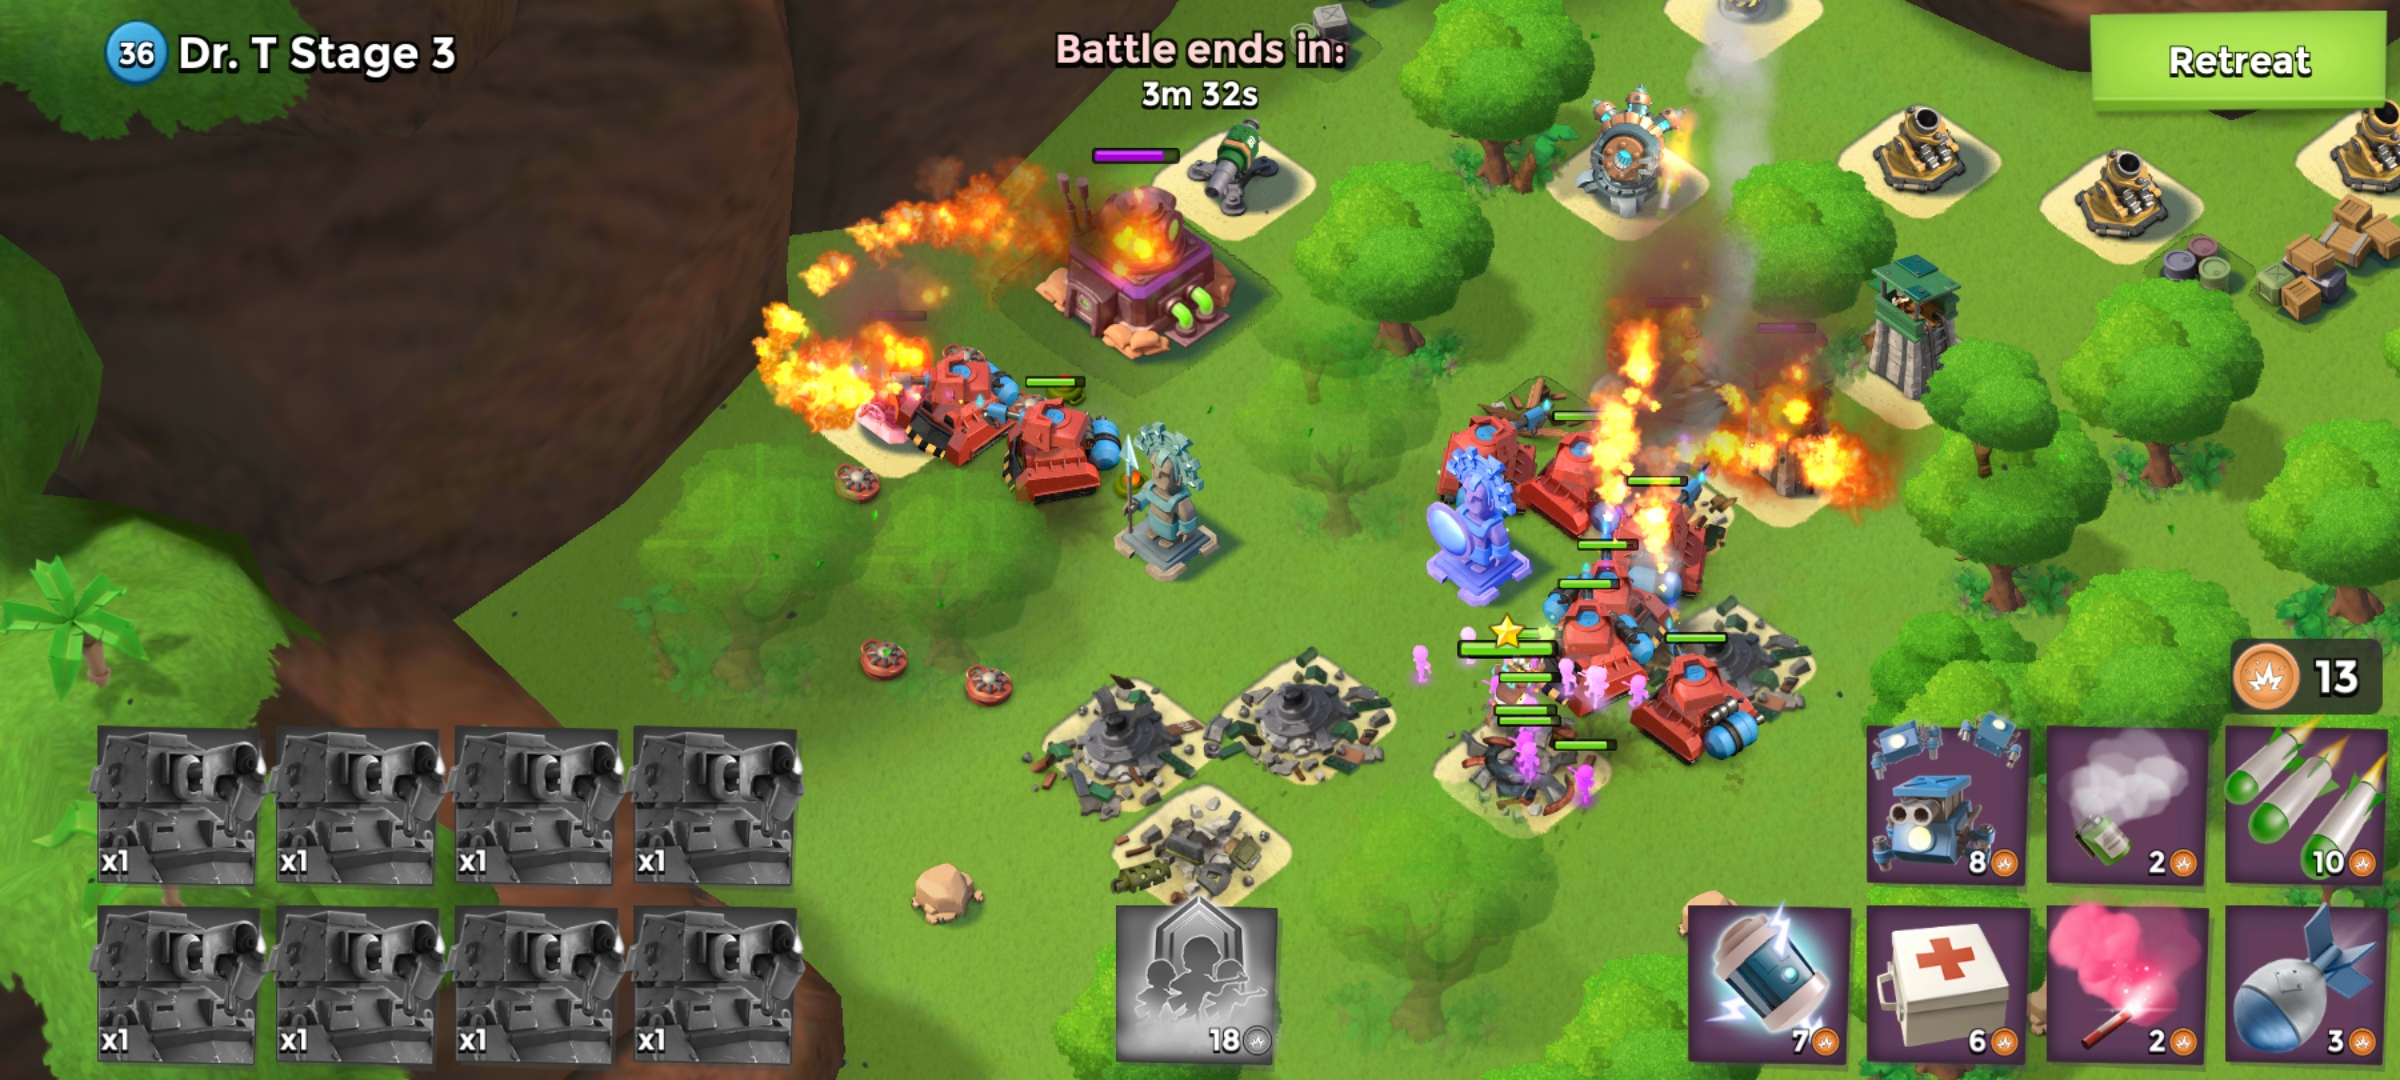 36 Dr. T Stage 3
Battle ends in:
3m 32s
Retreat
13
x1 x1 x1 x1
8 2 10
x1 x1 x1 x1
18
7 6 2 3